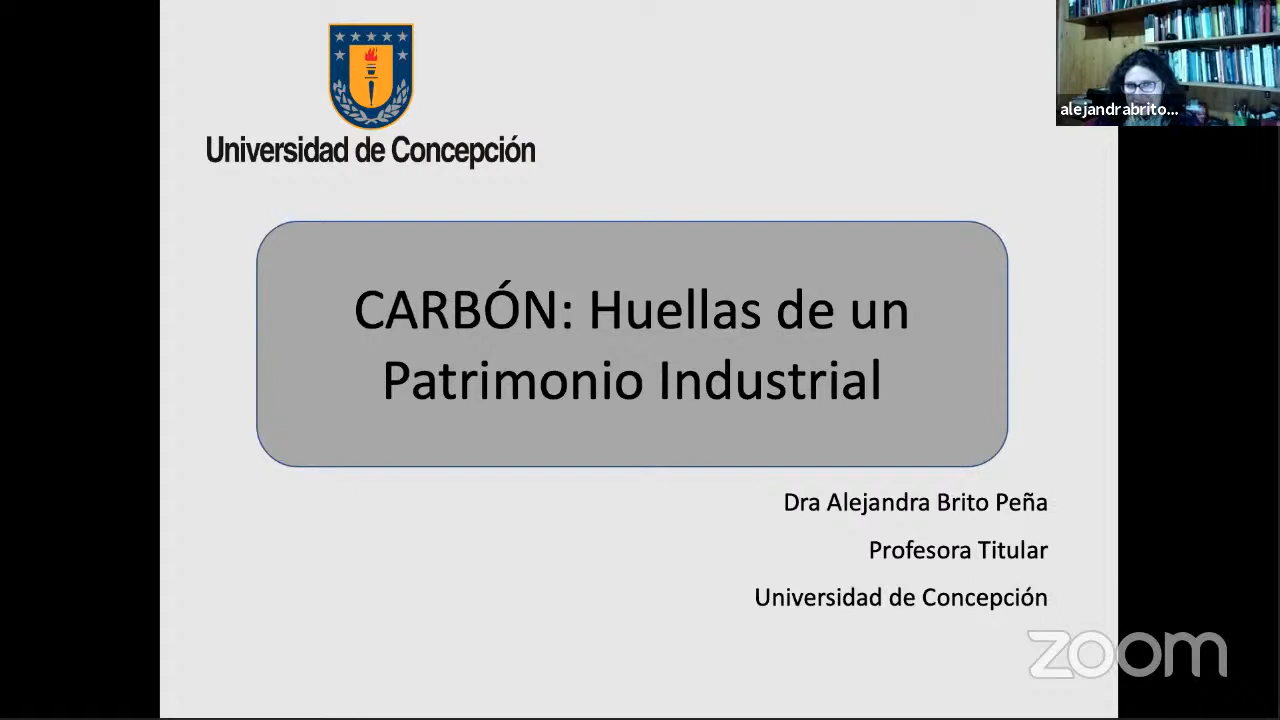 Universidad de Concepción
alejandrabrito...
CARBÓN: Huellas de un
Patrimonio Industrial
Dra Alejandra Brito Peña
Profesora Titular
Universidad de Concepción
zoom